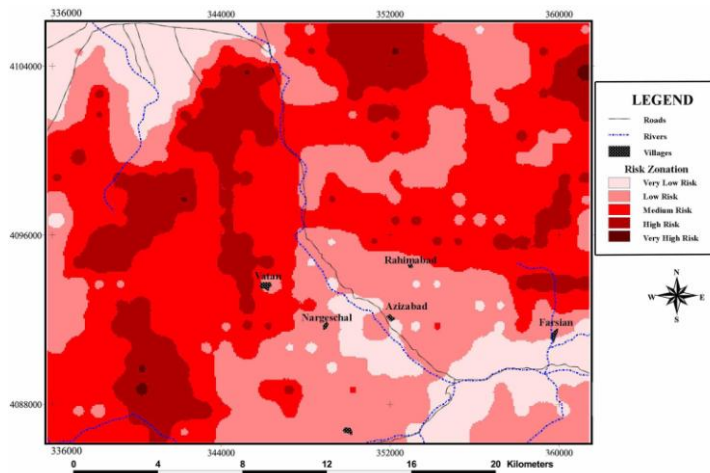 336000 344000 352000 360000
4104000
4096000
4088000
Vatan
Nargeschal
Rahimabad
Azizabad
Farsian
336000 344000 352000 360000
0 4 8 12 16 20 Kilometers
LEGEND
Roads
Rivers
Villages
Risk Zonation
Very Low Risk
Low Risk
Medium Risk
High Risk
Very High Risk
N
W E
S